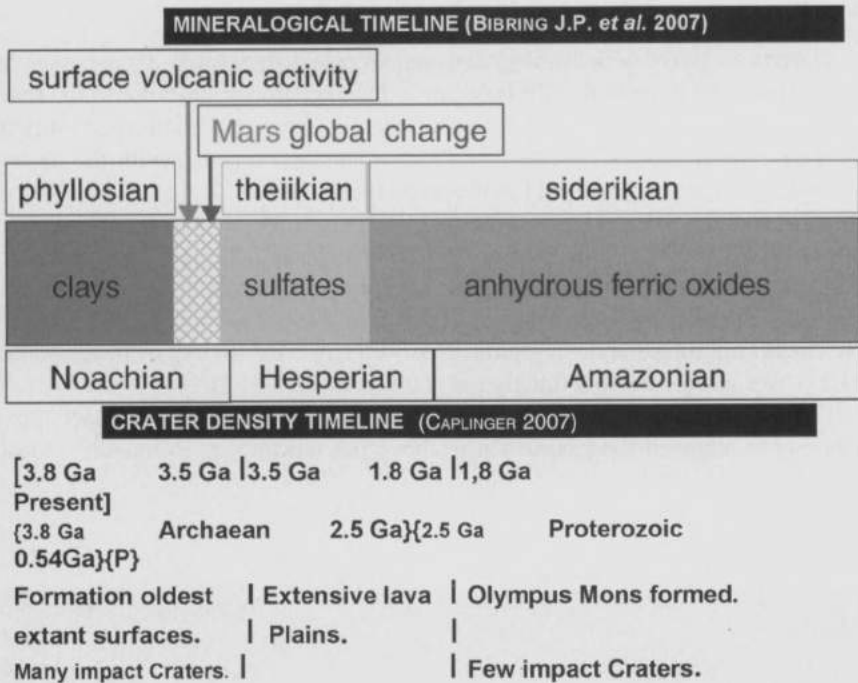 MINERALOGICAL TIMELINE (BIBRING J.P. et al. 2007)
surface volcanic activity
Mars global change
phyllosian theiikian siderikian
clays sulfates anhydrous ferric oxides
Noachian Hesperian Amazonian
CRATER DENSITY TIMELINE (CAPLINGER 2007)
[3.8 Ga 3.5 Ga |3.5 Ga 1.8 Ga |1,8 Ga
Present]
{3.8 Ga Archaean 2.5 Ga}{2.5 Ga Proterozoic
0.54Ga}{P}
Formation oldest | Extensive lava | Olympus Mons formed.
extant surfaces. | Plains. |
Many impact Craters. | | Few impact Craters.